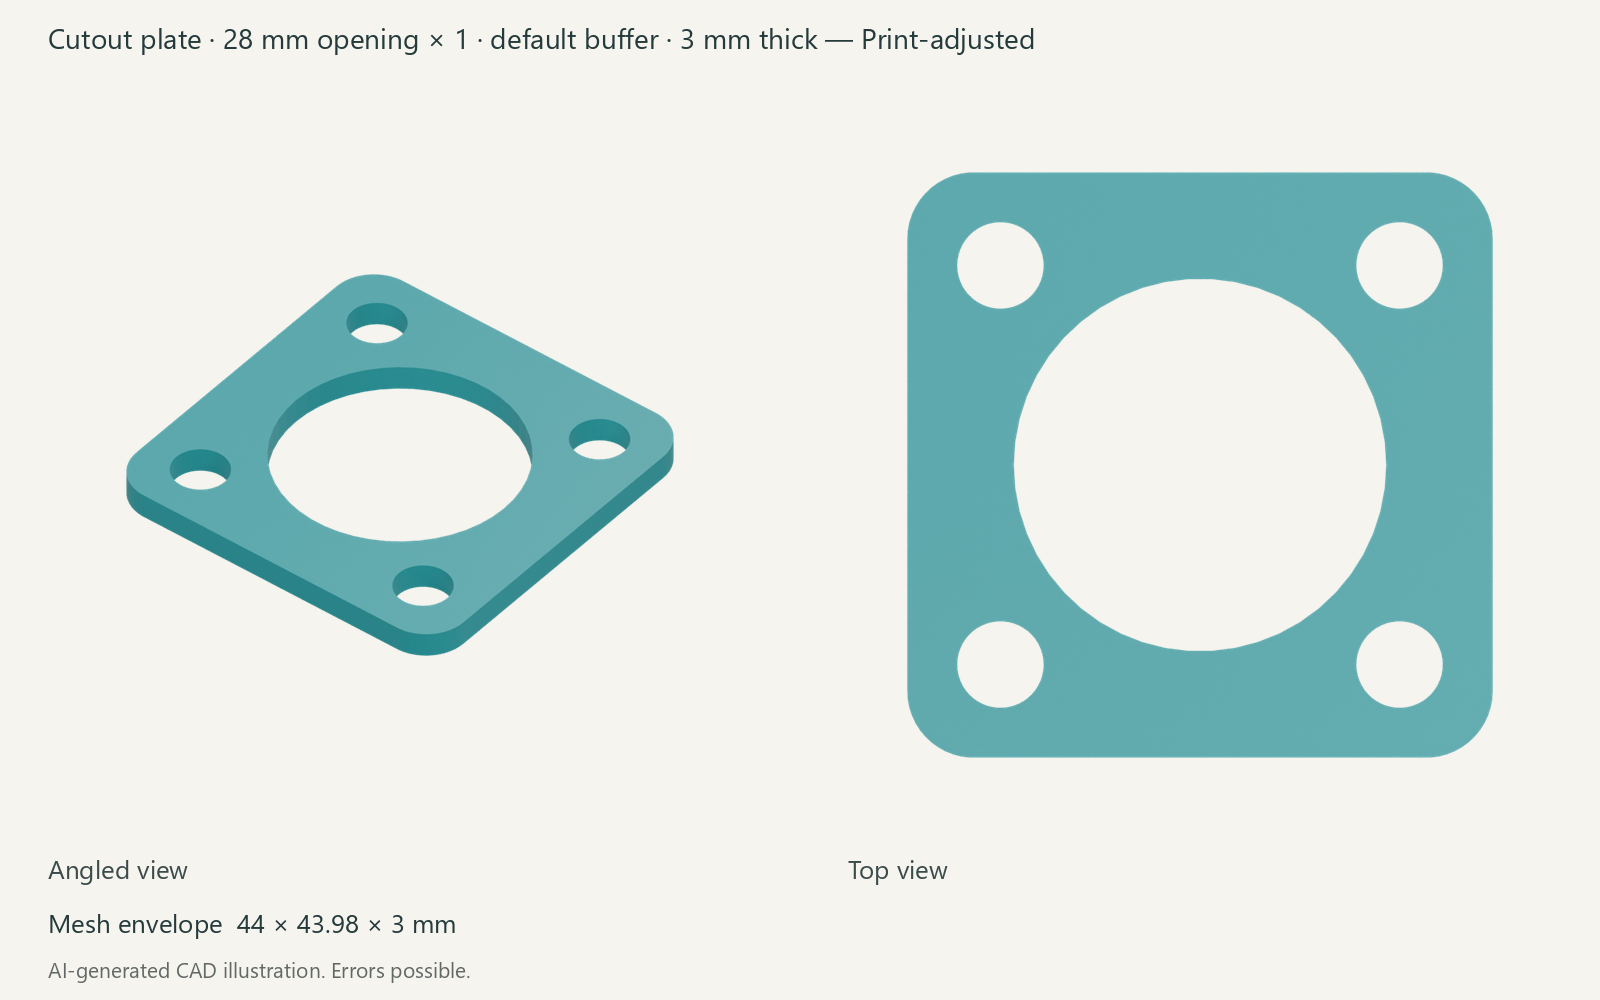 Cutout plate · 28 mm opening × 1 · default buffer · 3 mm thick — Print-adjusted
Angled view
Top view
Mesh envelope 44 × 43.98 × 3 mm
AI-generated CAD illustration. Errors possible.